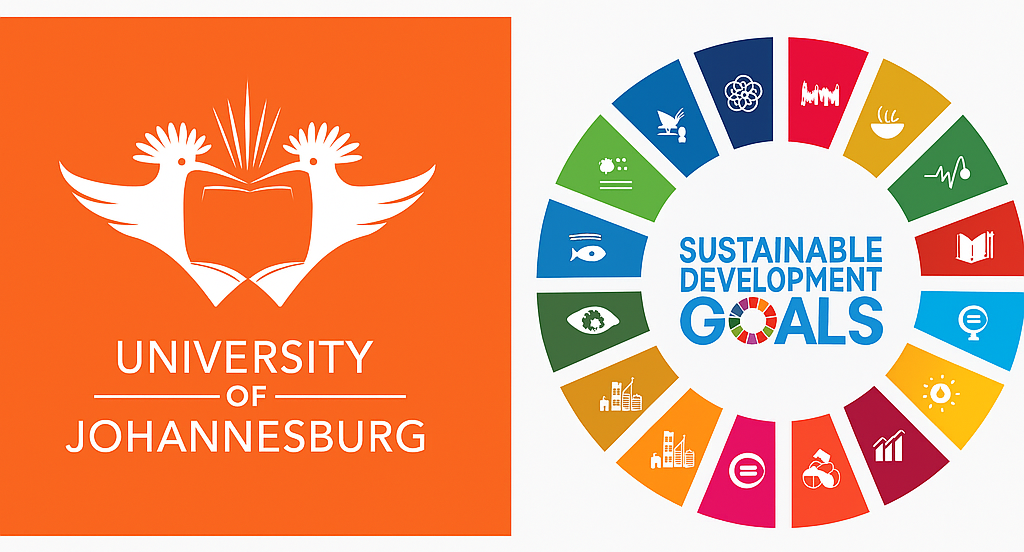 UNIVERSITY
OF
JOHANNESBURG
SUSTAINABLE
DEVELOPMENT
GOALS